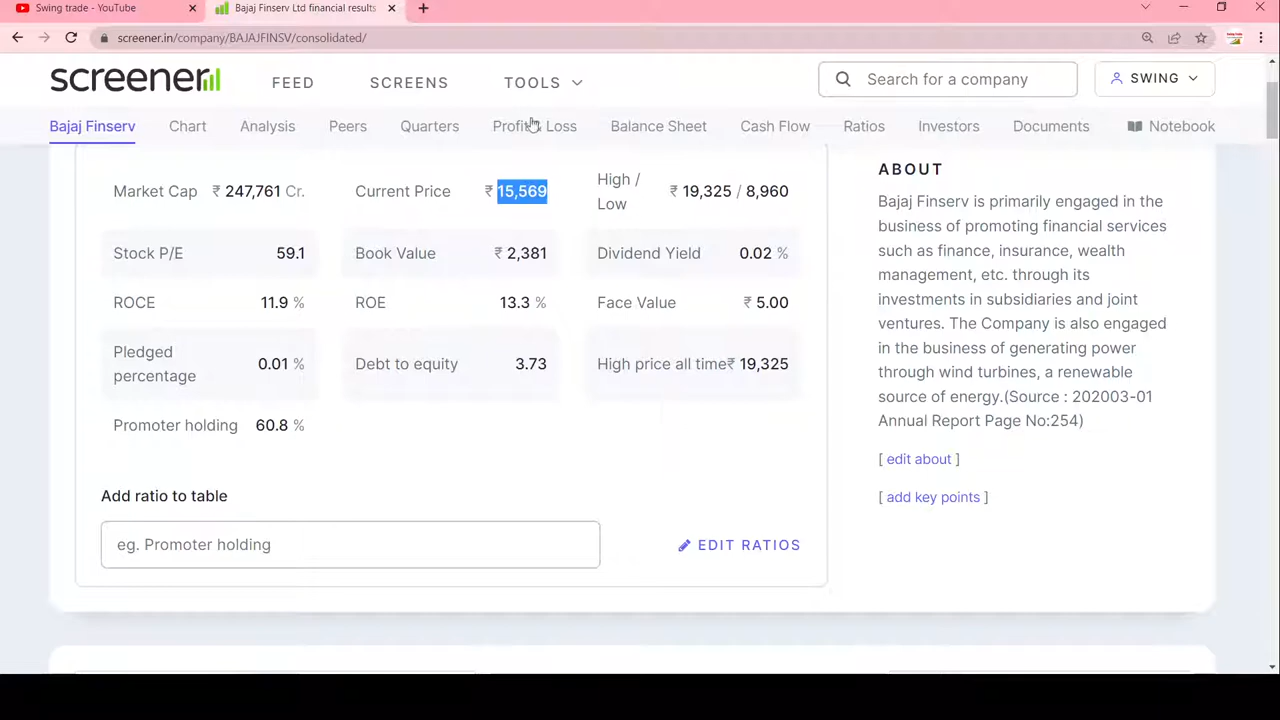 Swing trade - YouTube
Bajaj Finserv Ltd financial results
screener.in/company/BAJAJFINSV/consolidated/
screener
FEED
SCREENS
TOOLS
Search for a company
SWING
Bajaj Finserv
Chart
Analysis
Peers
Quarters
Profit & Loss
Balance Sheet
Cash Flow
Ratios
Investors
Documents
Notebook
Market Cap ₹ 247,761 Cr.
Current Price ₹ 15,569
High /
Low ₹ 19,325 / 8,960
Stock P/E 59.1
Book Value ₹ 2,381
Dividend Yield 0.02 %
ROCE 11.9 %
ROE 13.3 %
Face Value ₹ 5.00
Pledged
percentage 0.01 %
Debt to equity 3.73
High price all time₹ 19,325
Promoter holding 60.8 %
Add ratio to table
eg. Promoter holding
EDIT RATIOS
ABOUT
Bajaj Finserv is primarily engaged in the
business of promoting financial services
such as finance, insurance, wealth
management, etc. through its
investments in subsidiaries and joint
ventures. The Company is also engaged
in the business of generating power
through wind turbines, a renewable
source of energy.(Source : 202003-01
Annual Report Page No:254)
[ edit about ]
[ add key points ]